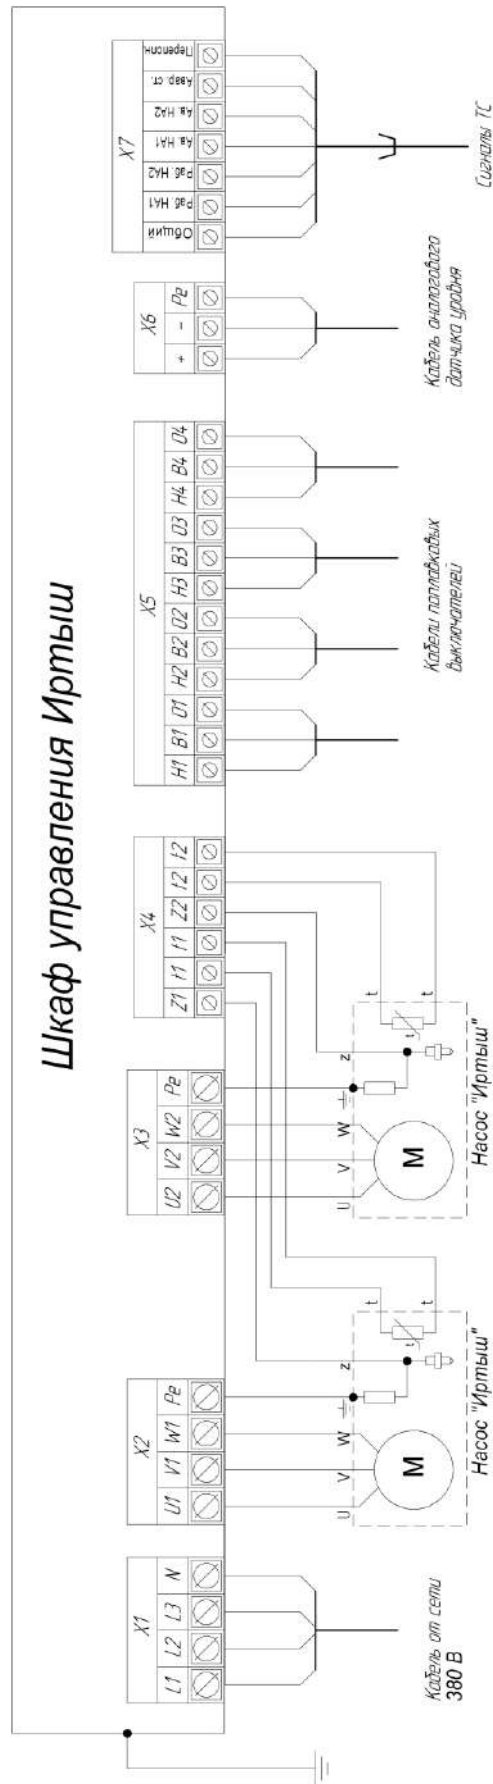 Шкаф управления Иртыш
X1
L1 L2 L3 N
X2
U1 V1 W1 Pe
X3
U2 V2 W2 Pe
X4
Z1 t1 t1 Z2 t2 t2
X5
H1 B1 O1 H2 B2 O2 H3 B3 O3 H4 B4 O4
X6
+ - Pe
X7
Общий
Раб. НА1
Раб. НА2
Ав. НА1
Ав. НА2
Авар. ст.
Переполн.
U V W Z t t
t
M
Насос "Иртыш"
U V W Z t t
t
M
Насос "Иртыш"
Кабель от сети
380 В
Кабели поплавковых
выключателей
Кабель аналогового
датчика уровня
Сигналы ТС